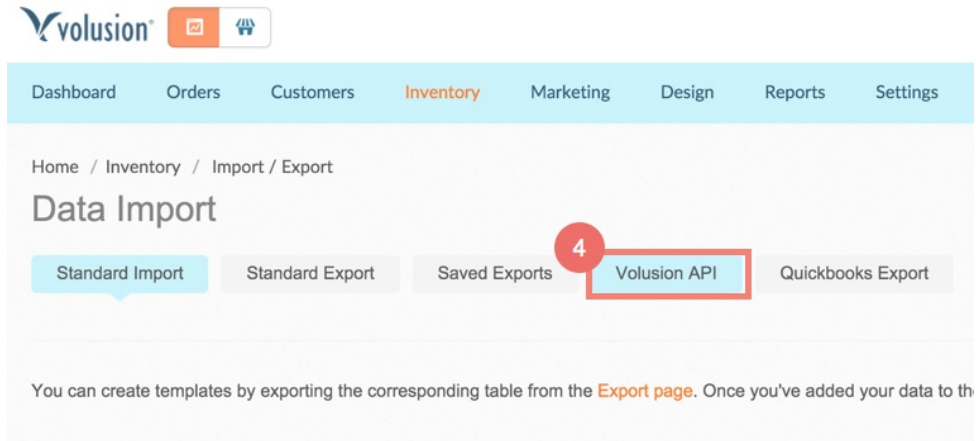 volusion
Dashboard Orders Customers Inventory Marketing Design Reports Settings
Home / Inventory / Import / Export
Data Import
4
Standard Import Standard Export Saved Exports Volusion API Quickbooks Export
You can create templates by exporting the corresponding table from the Export page. Once you've added your data to